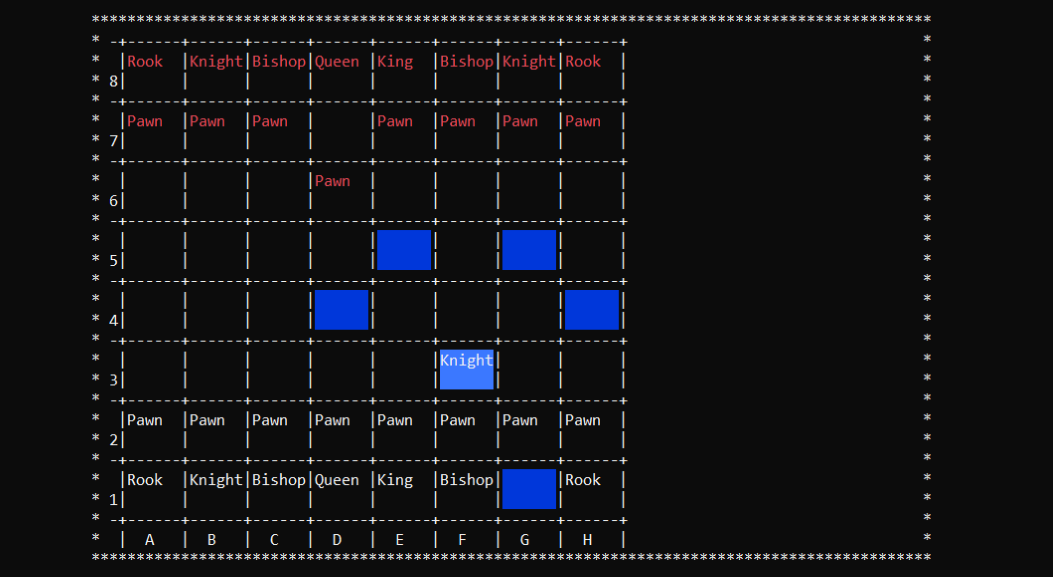 **********************************************************************************************
* -+------+------+------+------+------+------+------+------+                                 *
*  |Rook  |Knight|Bishop|Queen |King  |Bishop|Knight|Rook  |                                 *
* 8|      |      |      |      |      |      |      |      |                                 *
* -+------+------+------+------+------+------+------+------+                                 *
*  |Pawn  |Pawn  |Pawn  |      |Pawn  |Pawn  |Pawn  |Pawn  |                                 *
* 7|      |      |      |      |      |      |      |      |                                 *
* -+------+------+------+------+------+------+------+------+                                 *
*  |      |      |      |Pawn  |      |      |      |      |                                 *
* 6|      |      |      |      |      |      |      |      |                                 *
* -+------+------+------+------+------+------+------+------+                                 *
*  |      |      |      |      |      |      |      |      |                                 *
* 5|      |      |      |      |      |      |      |      |                                 *
* -+------+------+------+------+------+------+------+------+                                 *
*  |      |      |      |      |      |      |      |      |                                 *
* 4|      |      |      |      |      |      |      |      |                                 *
* -+------+------+------+------+------+------+------+------+                                 *
*  |      |      |      |      |      |Knight|      |      |                                 *
* 3|      |      |      |      |      |      |      |      |                                 *
* -+------+------+------+------+------+------+------+------+                                 *
*  |Pawn  |Pawn  |Pawn  |Pawn  |Pawn  |Pawn  |Pawn  |Pawn  |                                 *
* 2|      |      |      |      |      |      |      |      |                                 *
* -+------+------+------+------+------+------+------+------+                                 *
*  |Rook  |Knight|Bishop|Queen |King  |Bishop|      |Rook  |                                 *
* 1|      |      |      |      |      |      |      |      |                                 *
* -+------+------+------+------+------+------+------+------+                                 *
*  |  A   |  B   |  C   |  D   |  E   |  F   |  G   |  H   |                                 *
**********************************************************************************************